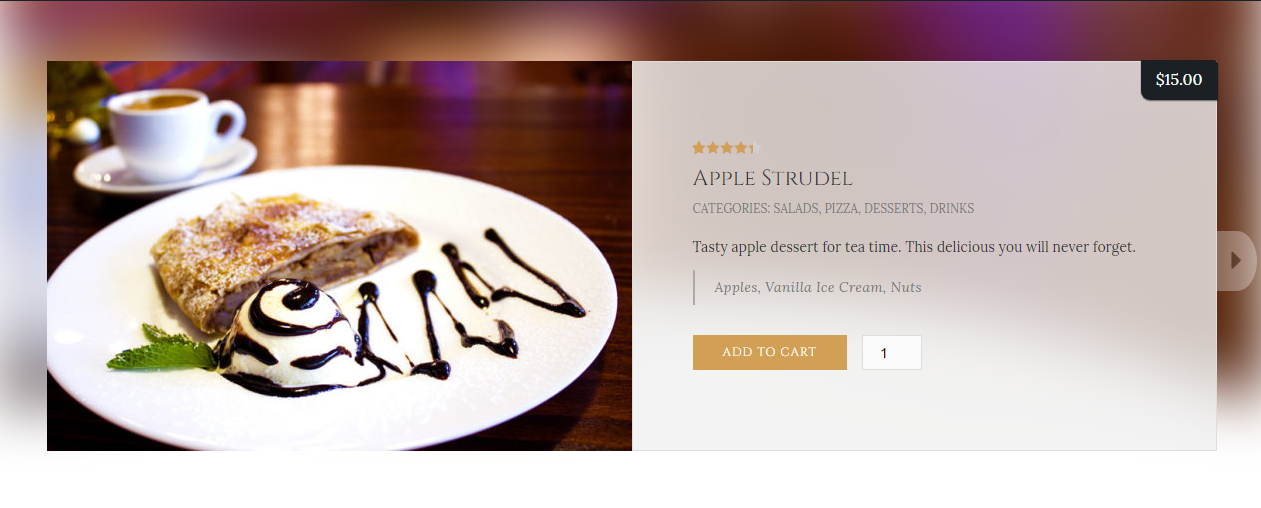 $15.00
APPLE STRUDEL
CATEGORIES: SALADS, PIZZA, DESSERTS, DRINKS
Tasty apple dessert for tea time. This delicious you will never forget.
Apples, Vanilla Ice Cream, Nuts
ADD TO CART 1